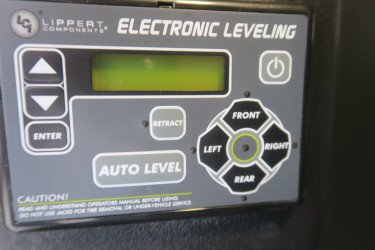 LCI LIPPERT COMPONENTS® ELECTRONIC LEVELING
ENTER
RETRACT
AUTO LEVEL
FRONT
LEFT
RIGHT
REAR
CAUTION!
READ AND UNDERSTAND OPERATORS MANUAL BEFORE USING.
DO NOT USE JACKS FOR TIRE REMOVAL OR UNDER-VEHICLE SERVICE.